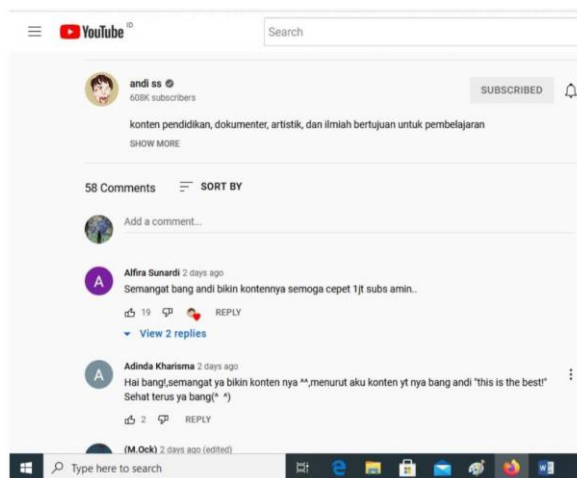 YouTube ID
Search
andi ss
608K subscribers
SUBSCRIBED
konten pendidikan, dokumenter, artistik, dan ilmiah bertujuan untuk pembelajaran
SHOW MORE
58 Comments SORT BY
Add a comment...
A
Alfira Sunardi 2 days ago
Semangat bang andi bikin kontennya semoga cepet 1jt subs amin..
19 REPLY
View 2 replies
A
Adinda Kharisma 2 days ago
Hai bang!,semangat ya bikin konten nya ^^,menurut aku konten yt nya bang andi "this is the best!"
Sehat terus ya bang(^ ^)
2 REPLY
(M.Ock) 2 days ago (edited)
Type here to search